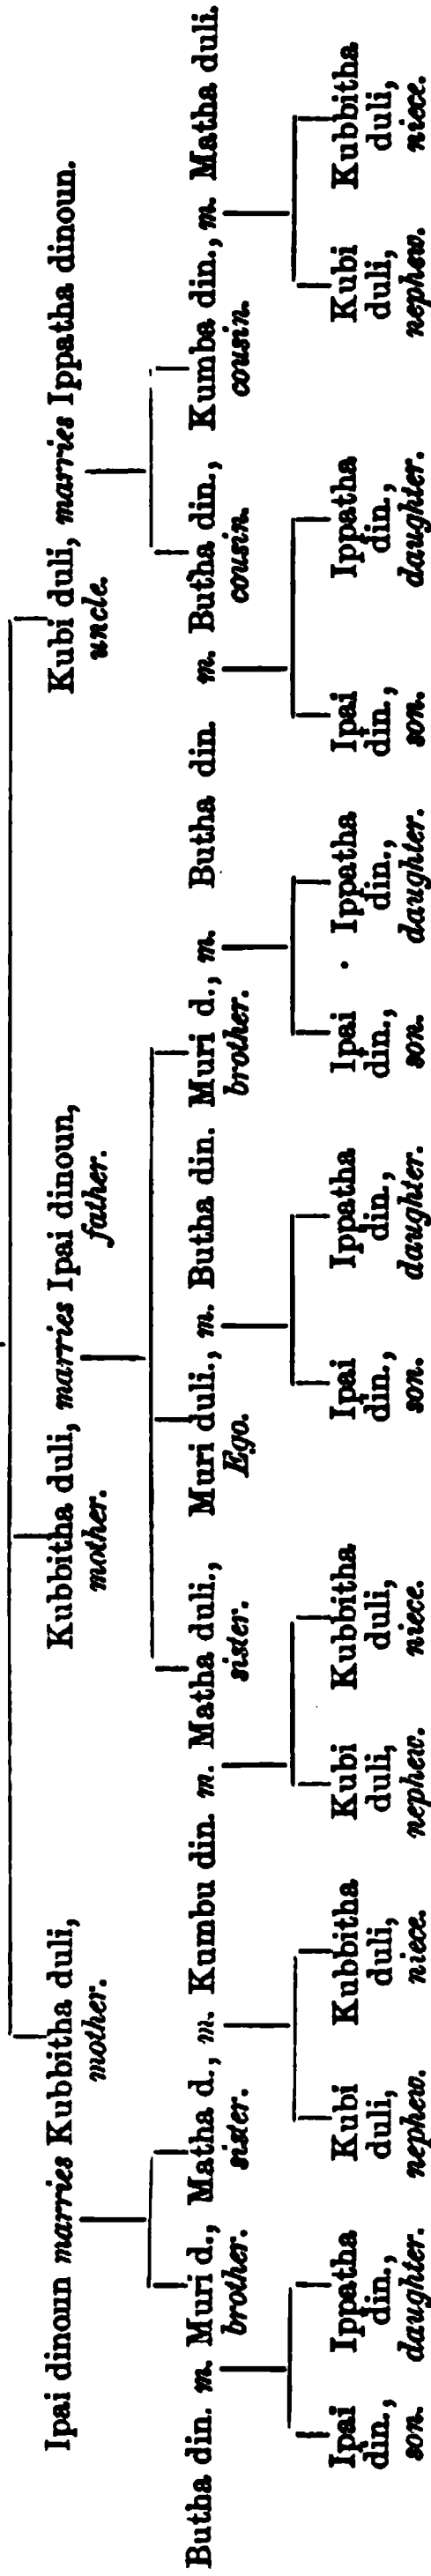 Ipai dinoun marries Kubbitha duli, Kubbitha duli, marries Ipai dinoun, Kubi duli, marries Ippatha dinoun.
mother. mother. father. uncle.
Butha din. m. Muri d., Matha d., m. Kumbu din. m. Matha duli., Muri duli., m. Butha din. Muri d., m. Butha din. m. Butha din., Kumba din., m. Matha duli.
brother. sister. sister. Ego. brother. cousin. cousin.
Ipai Ippatha Kubi Kubbitha Kubi Kubbitha Ipai Ippatha Ipai Ippatha Ipai Ippatha Kubi Kubbitha
din., din., duli, duli, duli, duli, din., din., din., din., din., din., duli, duli,
son. daughter. nephew. niece. nephew. niece. son. daughter. son. daughter. son. daughter. nephew. niece.